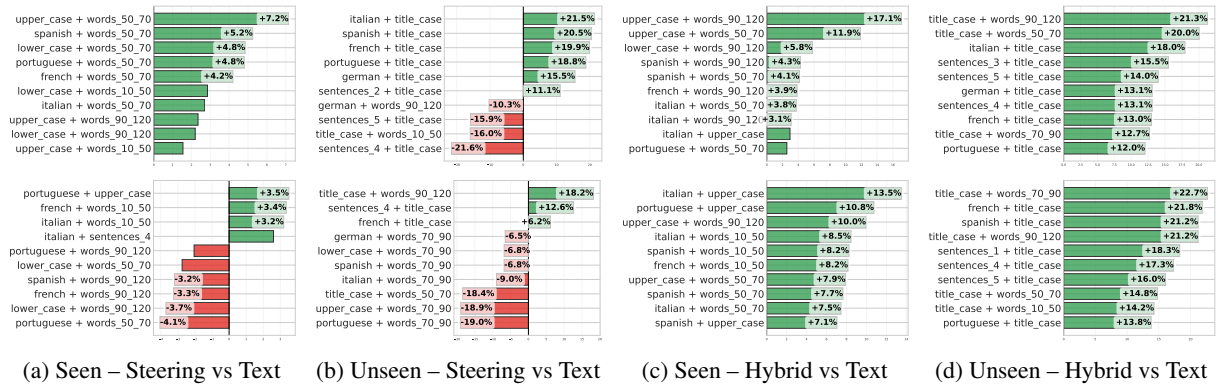 upper_case + words_50_70 +7.2%
spanish + words_50_70 +5.2%
lower_case + words_50_70 +4.8%
portuguese + words_50_70 +4.8%
french + words_50_70 +4.2%
lower_case + words_10_50
italian + words_50_70
upper_case + words_90_120
lower_case + words_90_120
upper_case + words_10_50
portuguese + upper_case +3.5%
french + words_10_50 +3.4%
italian + words_10_50 +3.2%
italian + sentences_4
portuguese + words_90_120
lower_case + words_50_70
spanish + words_90_120 -3.2%
french + words_90_120 -3.3%
lower_case + words_90_120 -3.7%
portuguese + words_50_70 -4.1%
(a) Seen – Steering vs Text
italian + title_case +21.5%
spanish + title_case +20.5%
french + title_case +19.9%
portuguese + title_case +18.8%
german + title_case +15.5%
sentences_2 + title_case +11.1%
german + words_90_120 -10.3%
sentences_5 + title_case -15.9%
title_case + words_10_50 -16.0%
sentences_4 + title_case -21.6%
title_case + words_90_120 +18.2%
sentences_4 + title_case +12.6%
french + title_case +6.2%
german + words_70_90 -6.5%
lower_case + words_70_90 -6.8%
spanish + words_70_90 -6.8%
italian + words_70_90 -9.0%
title_case + words_50_70 -18.4%
upper_case + words_70_90 -18.9%
portuguese + words_70_90 -19.0%
(b) Unseen – Steering vs Text
upper_case + words_90_120 +17.1%
upper_case + words_50_70 +11.9%
lower_case + words_90_120 +5.8%
spanish + words_90_120 +4.3%
spanish + words_50_70 +4.1%
french + words_90_120 +3.9%
italian + words_50_70 +3.8%
italian + words_90_120 +3.1%
italian + upper_case
portuguese + words_50_70
italian + upper_case +13.5%
portuguese + upper_case +10.8%
upper_case + words_90_120 +10.0%
italian + words_10_50 +8.5%
spanish + words_10_50 +8.2%
french + words_10_50 +8.2%
upper_case + words_50_70 +7.9%
spanish + words_50_70 +7.7%
italian + words_50_70 +7.5%
spanish + upper_case +7.1%
(c) Seen – Hybrid vs Text
title_case + words_90_120 +21.3%
title_case + words_50_70 +20.0%
italian + title_case +18.0%
sentences_3 + title_case +15.5%
sentences_5 + title_case +14.0%
german + title_case +13.1%
sentences_4 + title_case +13.1%
french + title_case +13.0%
title_case + words_70_90 +12.7%
portuguese + title_case +12.0%
title_case + words_70_90 +22.7%
french + title_case +21.8%
spanish + title_case +21.2%
title_case + words_90_120 +21.2%
sentences_1 + title_case +18.3%
sentences_4 + title_case +17.3%
sentences_5 + title_case +16.0%
title_case + words_50_70 +14.8%
title_case + words_10_50 +14.2%
portuguese + title_case +13.8%
(d) Unseen – Hybrid vs Text